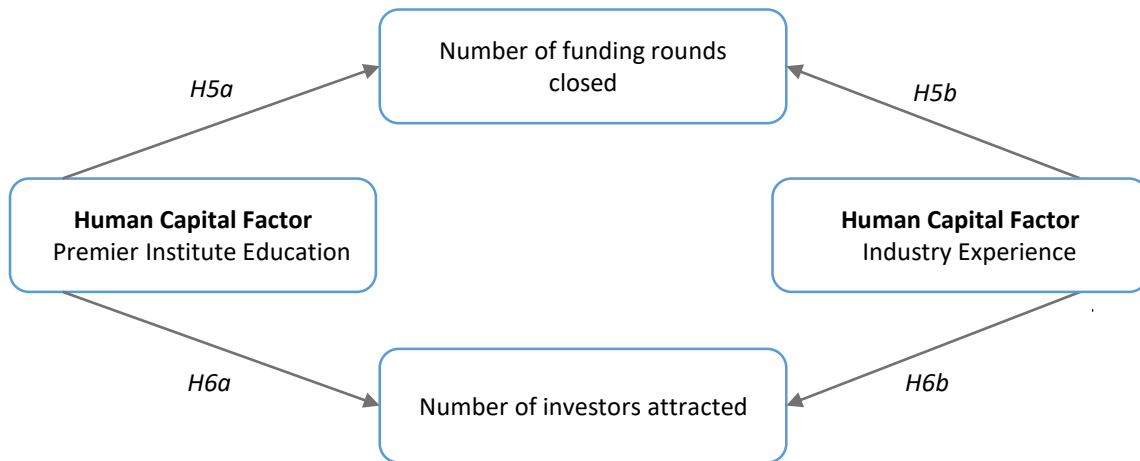 Number of funding rounds
closed
H5a
H5b
Human Capital Factor
Premier Institute Education
Human Capital Factor
Industry Experience
H6a
H6b
Number of investors attracted